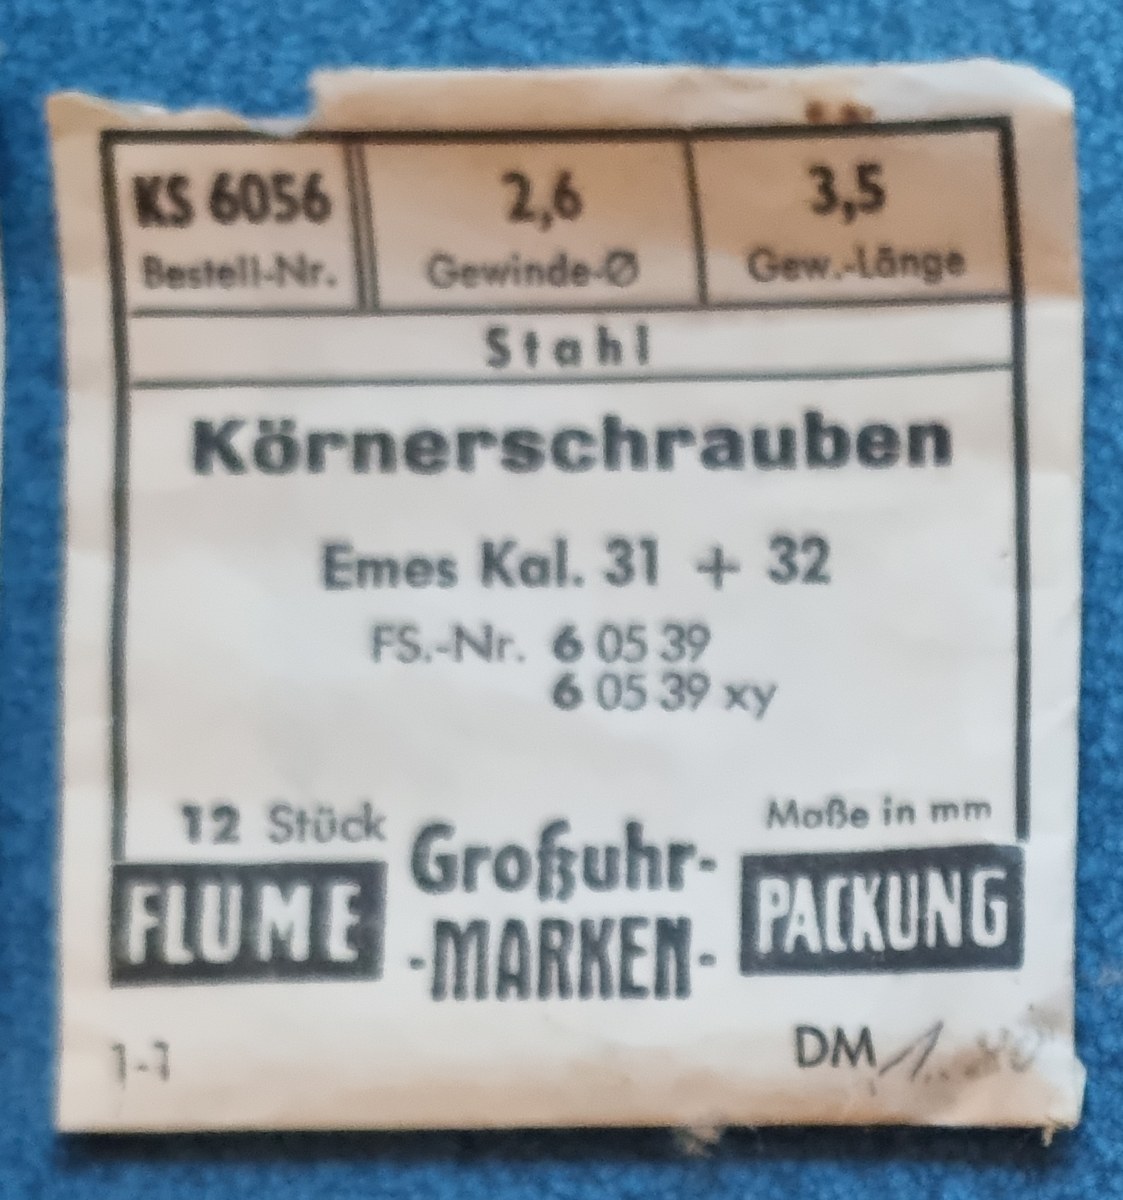 KS 6056 2,6 3,5
Bestell-Nr. Gewinde-Ø Gew.-Länge
Stahl
Körnerschrauben
Emes Kal. 31 + 32
FS.-Nr. 6 05 39
6 05 39 xy
12 Stück Maße in mm
FLUME Großuhr- PACKUNG
-MARKEN-
1-1 DM 1.